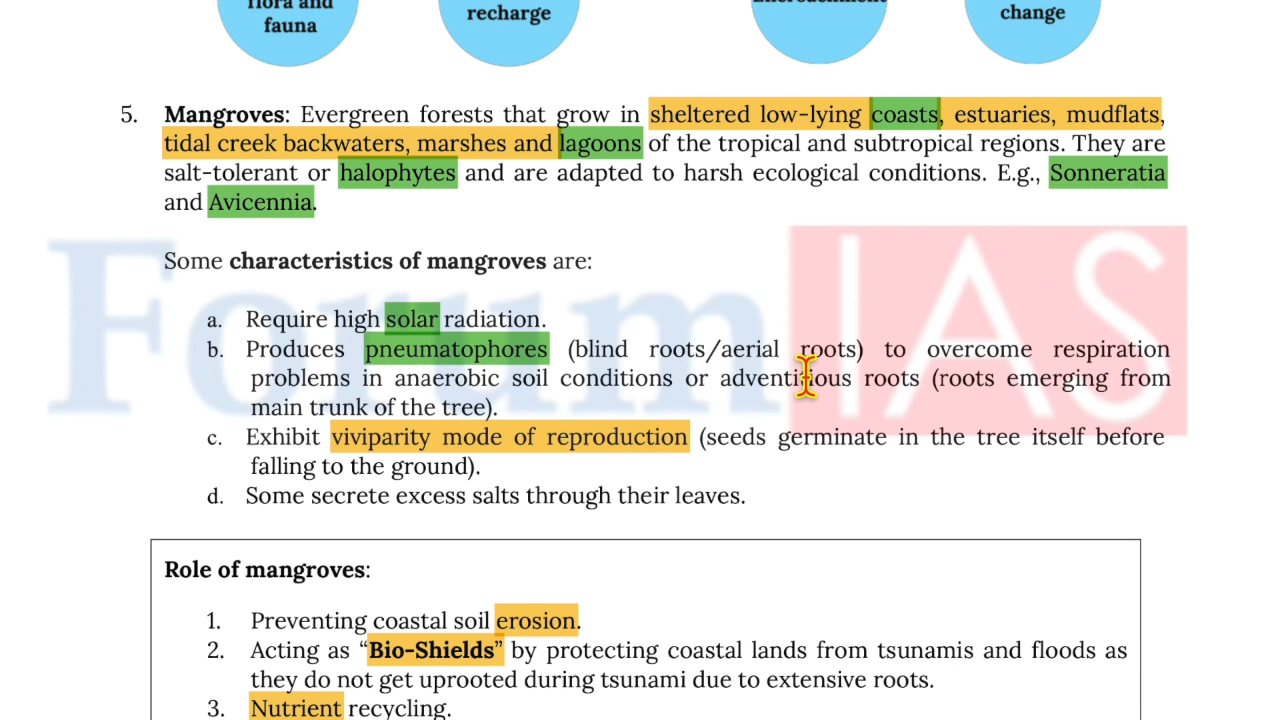 flora and
fauna
recharge
Encroachment
change
5. Mangroves: Evergreen forests that grow in sheltered low-lying coasts, estuaries, mudflats,
tidal creek backwaters, marshes and lagoons of the tropical and subtropical regions. They are
salt-tolerant or halophytes and are adapted to harsh ecological conditions. E.g., Sonneratia
and Avicennia.
Forum IAS
Some characteristics of mangroves are:
a. Require high solar radiation.
b. Produces pneumatophores (blind roots/aerial roots) to overcome respiration
problems in anaerobic soil conditions or adventitious roots (roots emerging from
main trunk of the tree).
c. Exhibit viviparity mode of reproduction (seeds germinate in the tree itself before
falling to the ground).
d. Some secrete excess salts through their leaves.
Role of mangroves:
1. Preventing coastal soil erosion.
2. Acting as “Bio-Shields” by protecting coastal lands from tsunamis and floods as
they do not get uprooted during tsunami due to extensive roots.
3. Nutrient recycling.